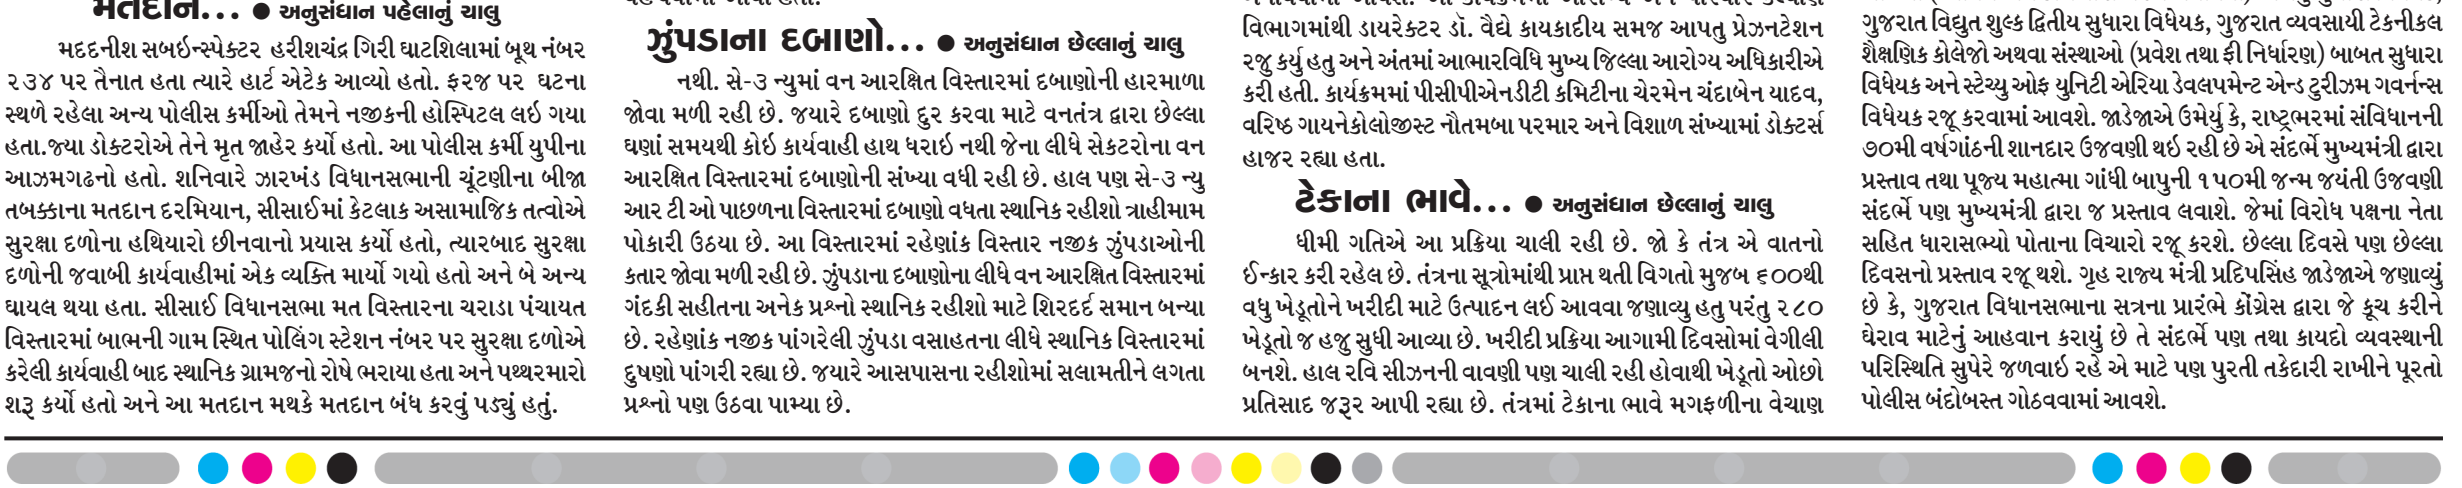 મતદાન... ● અનુસંધાન પહેલાનું ચાલુ
મદદનીશ સબઇન્સ્પેક્ટર હરીશચંદ્ર ગિરી ઘાટશિલામાં બૂથ નંબર
૨૩૪ પર તૈનાત હતા ત્યારે હાર્ટ એટેક આવ્યો હતો. ફરજ પર ઘટના
સ્થળે રહેલા અન્ય પોલીસ કર્મીઓ તેમને નજીકની હોસ્પિટલ લઇ ગયા
હતા.જ્યા ડોક્ટરોએ તેને મૃત જાહેર કર્યો હતો. આ પોલીસ કર્મી યુપીના
આઝમગઢનો હતો. શનિવારે ઝારખંડ વિધાનસભાની ચૂંટણીના બીજા
તબક્કાના મતદાન દરમિયાન, સીસાઈમાં કેટલાક અસામાજિક તત્વોએ
સુરક્ષા દળોના હથિયારો છીનવાનો પ્રયાસ કર્યો હતો, ત્યારબાદ સુરક્ષા
દળોની જવાબી કાર્યવાહીમાં એક વ્યક્તિ માર્યો ગયો હતો અને બે અન્ય
ઘાયલ થયા હતા. સીસાઈ વિધાનસભા મત વિસ્તારના ચરાડા પંચાયત
વિસ્તારમાં બાભની ગામ સ્થિત પોલિંગ સ્ટેશન નંબર પર સુરક્ષા દળોએ
કરેલી કાર્યવાહી બાદ સ્થાનિક ગ્રામજનો રોષે ભરાયા હતા અને પથ્થરમારો
શરૂ કર્યો હતો અને આ મતદાન મથકે મતદાન બંધ કરવું પડ્યું હતું.
ઝુંપડાના દબાણો... ● અનુસંધાન છેલ્લાનું ચાલુ
નથી. સે-૩ ન્યુમાં વન આરક્ષિત વિસ્તારમાં દબાણોની હારમાળા
જોવા મળી રહી છે. જયારે દબાણો દુર કરવા માટે વનતંત્ર દ્વારા છેલ્લા
ઘણાં સમયથી કોઇ કાર્યવાહી હાથ ધરાઇ નથી જેના લીધે સેકટરોના વન
આરક્ષિત વિસ્તારમાં દબાણોની સંખ્યા વધી રહી છે. હાલ પણ સે-૩ ન્યુ
આર ટી ઓ પાછળના વિસ્તારમાં દબાણો વધતા સ્થાનિક રહીશો ત્રાહીમામ
પોકારી ઉઠયા છે. આ વિસ્તારમાં રહેણાંક વિસ્તાર નજીક ઝુંપડાઓની
કતાર જોવા મળી રહી છે. ઝુંપડાના દબાણોના લીધે વન આરક્ષિત વિસ્તારમાં
ગંદકી સહીતના અનેક પ્રશ્નો સ્થાનિક રહીશો માટે શિરદર્દ સમાન બન્યા
છે. રહેણાંક નજીક પાંગરેલી ઝુંપડા વસાહતના લીધે સ્થાનિક વિસ્તારમાં
દુષણો પાંગરી રહ્યા છે. જયારે આસપાસના રહીશોમાં સલામતીને લગતા
પ્રશ્નો પણ ઉઠવા પામ્યા છે.
વિભાગમાંથી ડાયરેક્ટર ડૉ. વૈદ્યે કાયકાદીય સમજ આપતુ પ્રેઝનટેશન
રજુ કર્યુ હતુ અને અંતમાં આભારવિધિ મુખ્ય જિલ્લા આરોગ્ય અધિકારીએ
કરી હતી. કાર્યક્રમમાં પીસીપીએનડીટી કમિટીના ચેરમેન ચંદાબેન યાદવ,
વરિષ્ઠ ગાયનેકોલોજીસ્ટ નૌતમબા પરમાર અને વિશાળ સંખ્યામાં ડોક્ટર્સ
હાજર રહ્યા હતા.
ટેકાના ભાવે... ● અનુસંધાન છેલ્લાનું ચાલુ
ધીમી ગતિએ આ પ્રક્રિયા ચાલી રહી છે. જો કે તંત્ર એ વાતનો
ઈન્કાર કરી રહેલ છે. તંત્રના સૂત્રોમાંથી પ્રાપ્ત થતી વિગતો મુજબ ૬૦૦થી
વધુ ખેડૂતોને ખરીદી માટે ઉત્પાદન લઈ આવવા જણાવ્યુ હતુ પરંતુ ૨૮૦
ખેડૂતો જ હજુ સુધી આવ્યા છે. ખરીદી પ્રક્રિયા આગામી દિવસોમાં વેગીલી
બનશે. હાલ રવિ સીઝનની વાવણી પણ ચાલી રહી હોવાથી ખેડૂતો ઓછો
પ્રતિસાદ જરૂર આપી રહ્યા છે. તંત્રમાં ટેકાના ભાવે મગફળીના વેચાણ
ગુજરાત વિદ્યુત શુલ્ક દ્વિતીય સુધારા વિધેયક, ગુજરાત વ્યવસાયી ટેકનીકલ
શૈક્ષણિક કોલેજો અથવા સંસ્થાઓ (પ્રવેશ તથા ફી નિર્ધારણ) બાબત સુધારા
વિધેયક અને સ્ટેચ્યુ ઓફ યુનિટી એરિયા ડેવલપમેન્ટ એન્ડ ટુરીઝમ ગવર્નન્સ
વિધેયક રજૂ કરવામાં આવશે. જાડેજાએ ઉમેર્યુ કે, રાષ્ટ્રભરમાં સંવિધાનની
૭૦મી વર્ષગાંઠની શાનદાર ઉજવણી થઇ રહી છે એ સંદર્ભે મુખ્યમંત્રી દ્વારા
પ્રસ્તાવ તથા પૂજ્ય મહાત્મા ગાંધી બાપુની ૧૫૦મી જન્મ જયંતી ઉજવણી
સંદર્ભે પણ મુખ્યમંત્રી દ્વારા જ પ્રસ્તાવ લવાશે. જેમાં વિરોધ પક્ષના નેતા
સહિત ધારાસભ્યો પોતાના વિચારો રજૂ કરશે. છેલ્લા દિવસે પણ છેલ્લા
દિવસનો પ્રસ્તાવ રજૂ થશે. ગૃહ રાજ્ય મંત્રી પ્રદિપસિંહ જાડેજાએ જણાવ્યું
છે કે, ગુજરાત વિધાનસભાના સત્રના પ્રારંભે કોંગ્રેસ દ્વારા જે કૂચ કરીને
ઘેરાવ માટેનું આહવાન કરાયું છે તે સંદર્ભે પણ તથા કાયદો વ્યવસ્થાની
પરિસ્થિતિ સુપેરે જળવાઇ રહે એ માટે પણ પુરતી તકેદારી રાખીને પૂરતો
પોલીસ બંદોબસ્ત ગોઠવવામાં આવશે.